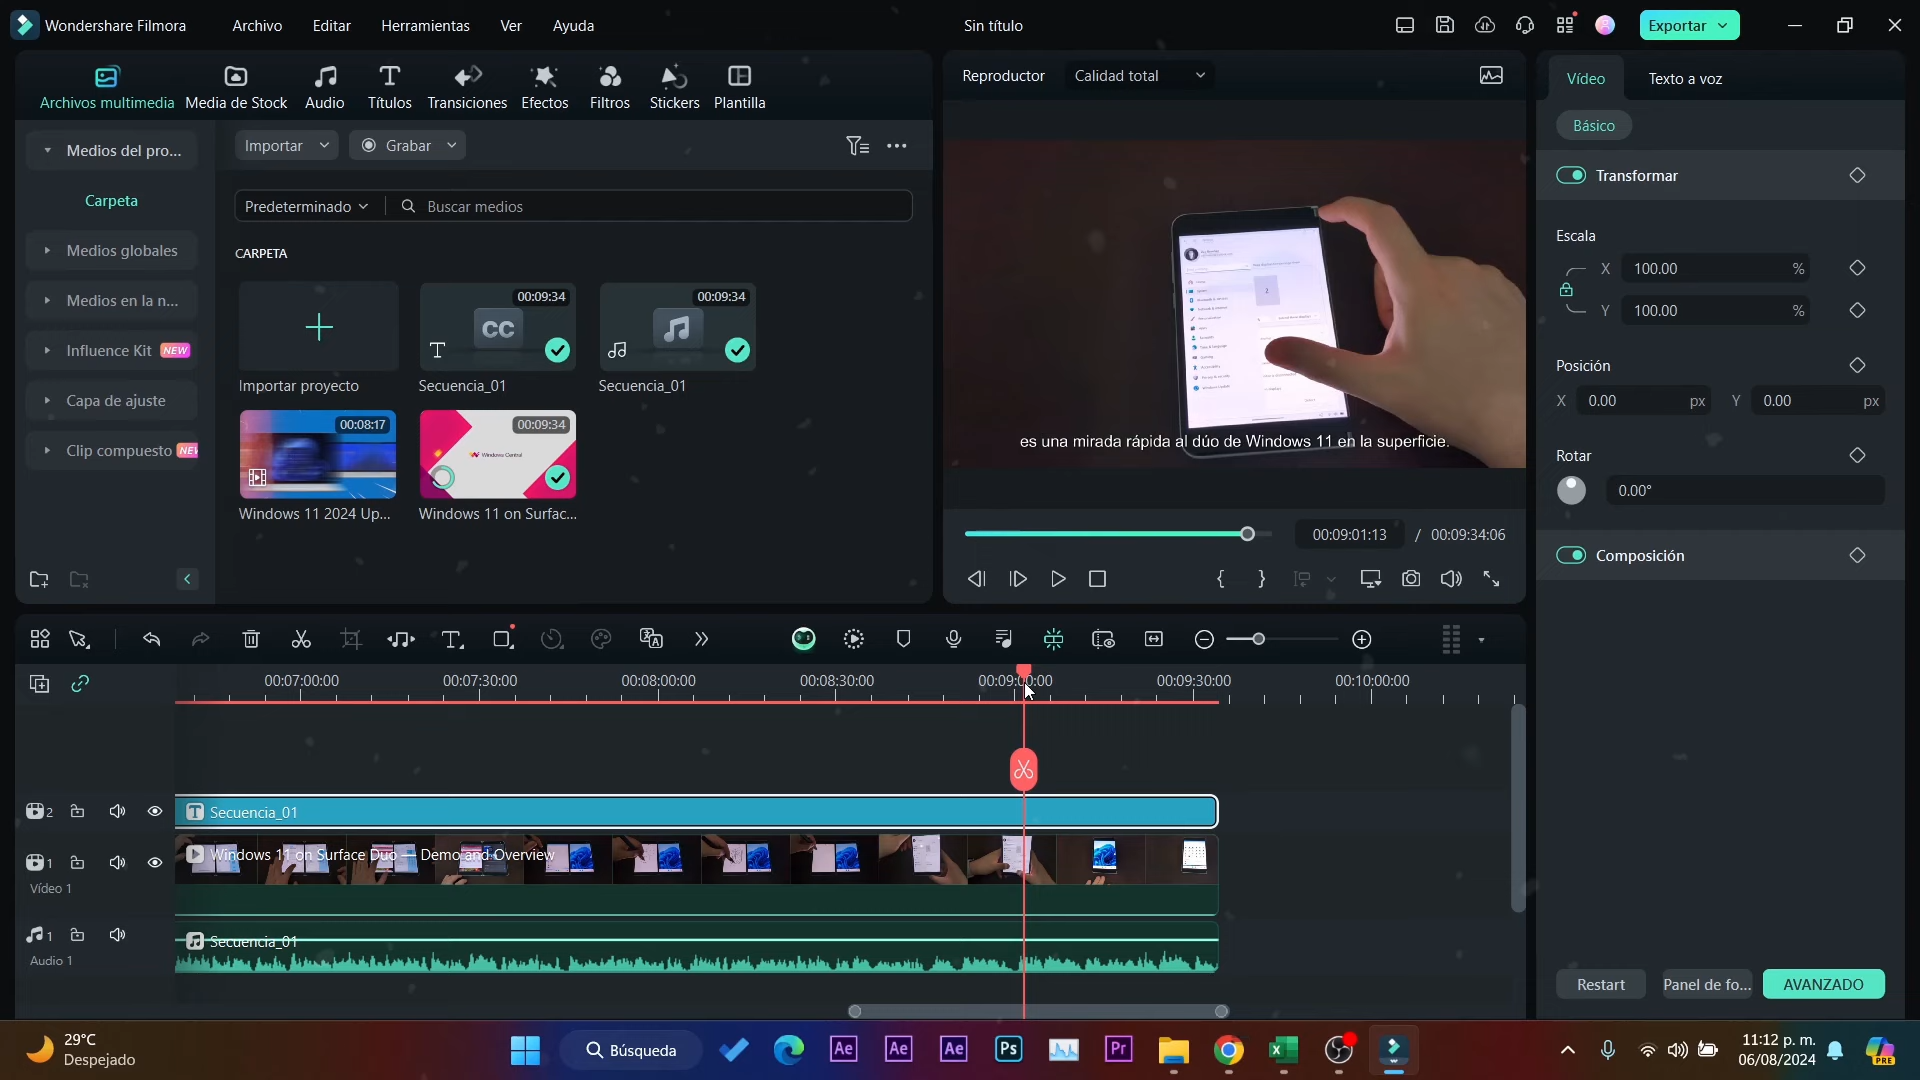 Wondershare Filmora
Archivo
Editar
Herramientas
Ver
Ayuda
Sin título
Exportar
Archivos multimedia
Media de Stock
Audio
Títulos
Transiciones
Efectos
Filtros
Stickers
Plantilla
Reproductor
Calidad total
Vídeo
Texto a voz
Básico
Medios del pro...
Carpeta
Medios globales
Medios en la n...
Influence Kit NEW
Capa de ajuste
Clip compuesto NEW
Importar
Grabar
Predeterminado
Buscar medios
CARPETA
Importar proyecto
00:09:34
CC
Secuencia_01
00:09:34
Secuencia_01
00:08:17
Windows 11 2024 Up...
00:09:34
Windows Central
Windows 11 on Surfac...
es una mirada rápida al dúo de Windows 11 en la superficie.
00:09:01:13 / 00:09:34:06
Transformar
Escala
X 100.00 %
Y 100.00 %
Posición
X 0.00 px Y 0.00 px
Rotar
0.00°
Composición
Restart
Panel de fo...
AVANZADO
00:07:00:00
00:07:30:00
00:08:00:00
00:08:30:00
00:09:00:00
00:09:30:00
00:10:00:00
2
Secuencia_01
1
Windows 11 on Surface Duo — Demo and Overview
Vídeo 1
1
Secuencia_01
Audio 1
29°C
Despejado
Búsqueda
Ae
Ae
Ae
Ps
Pr
11:12 p. m.
06/08/2024
PRE